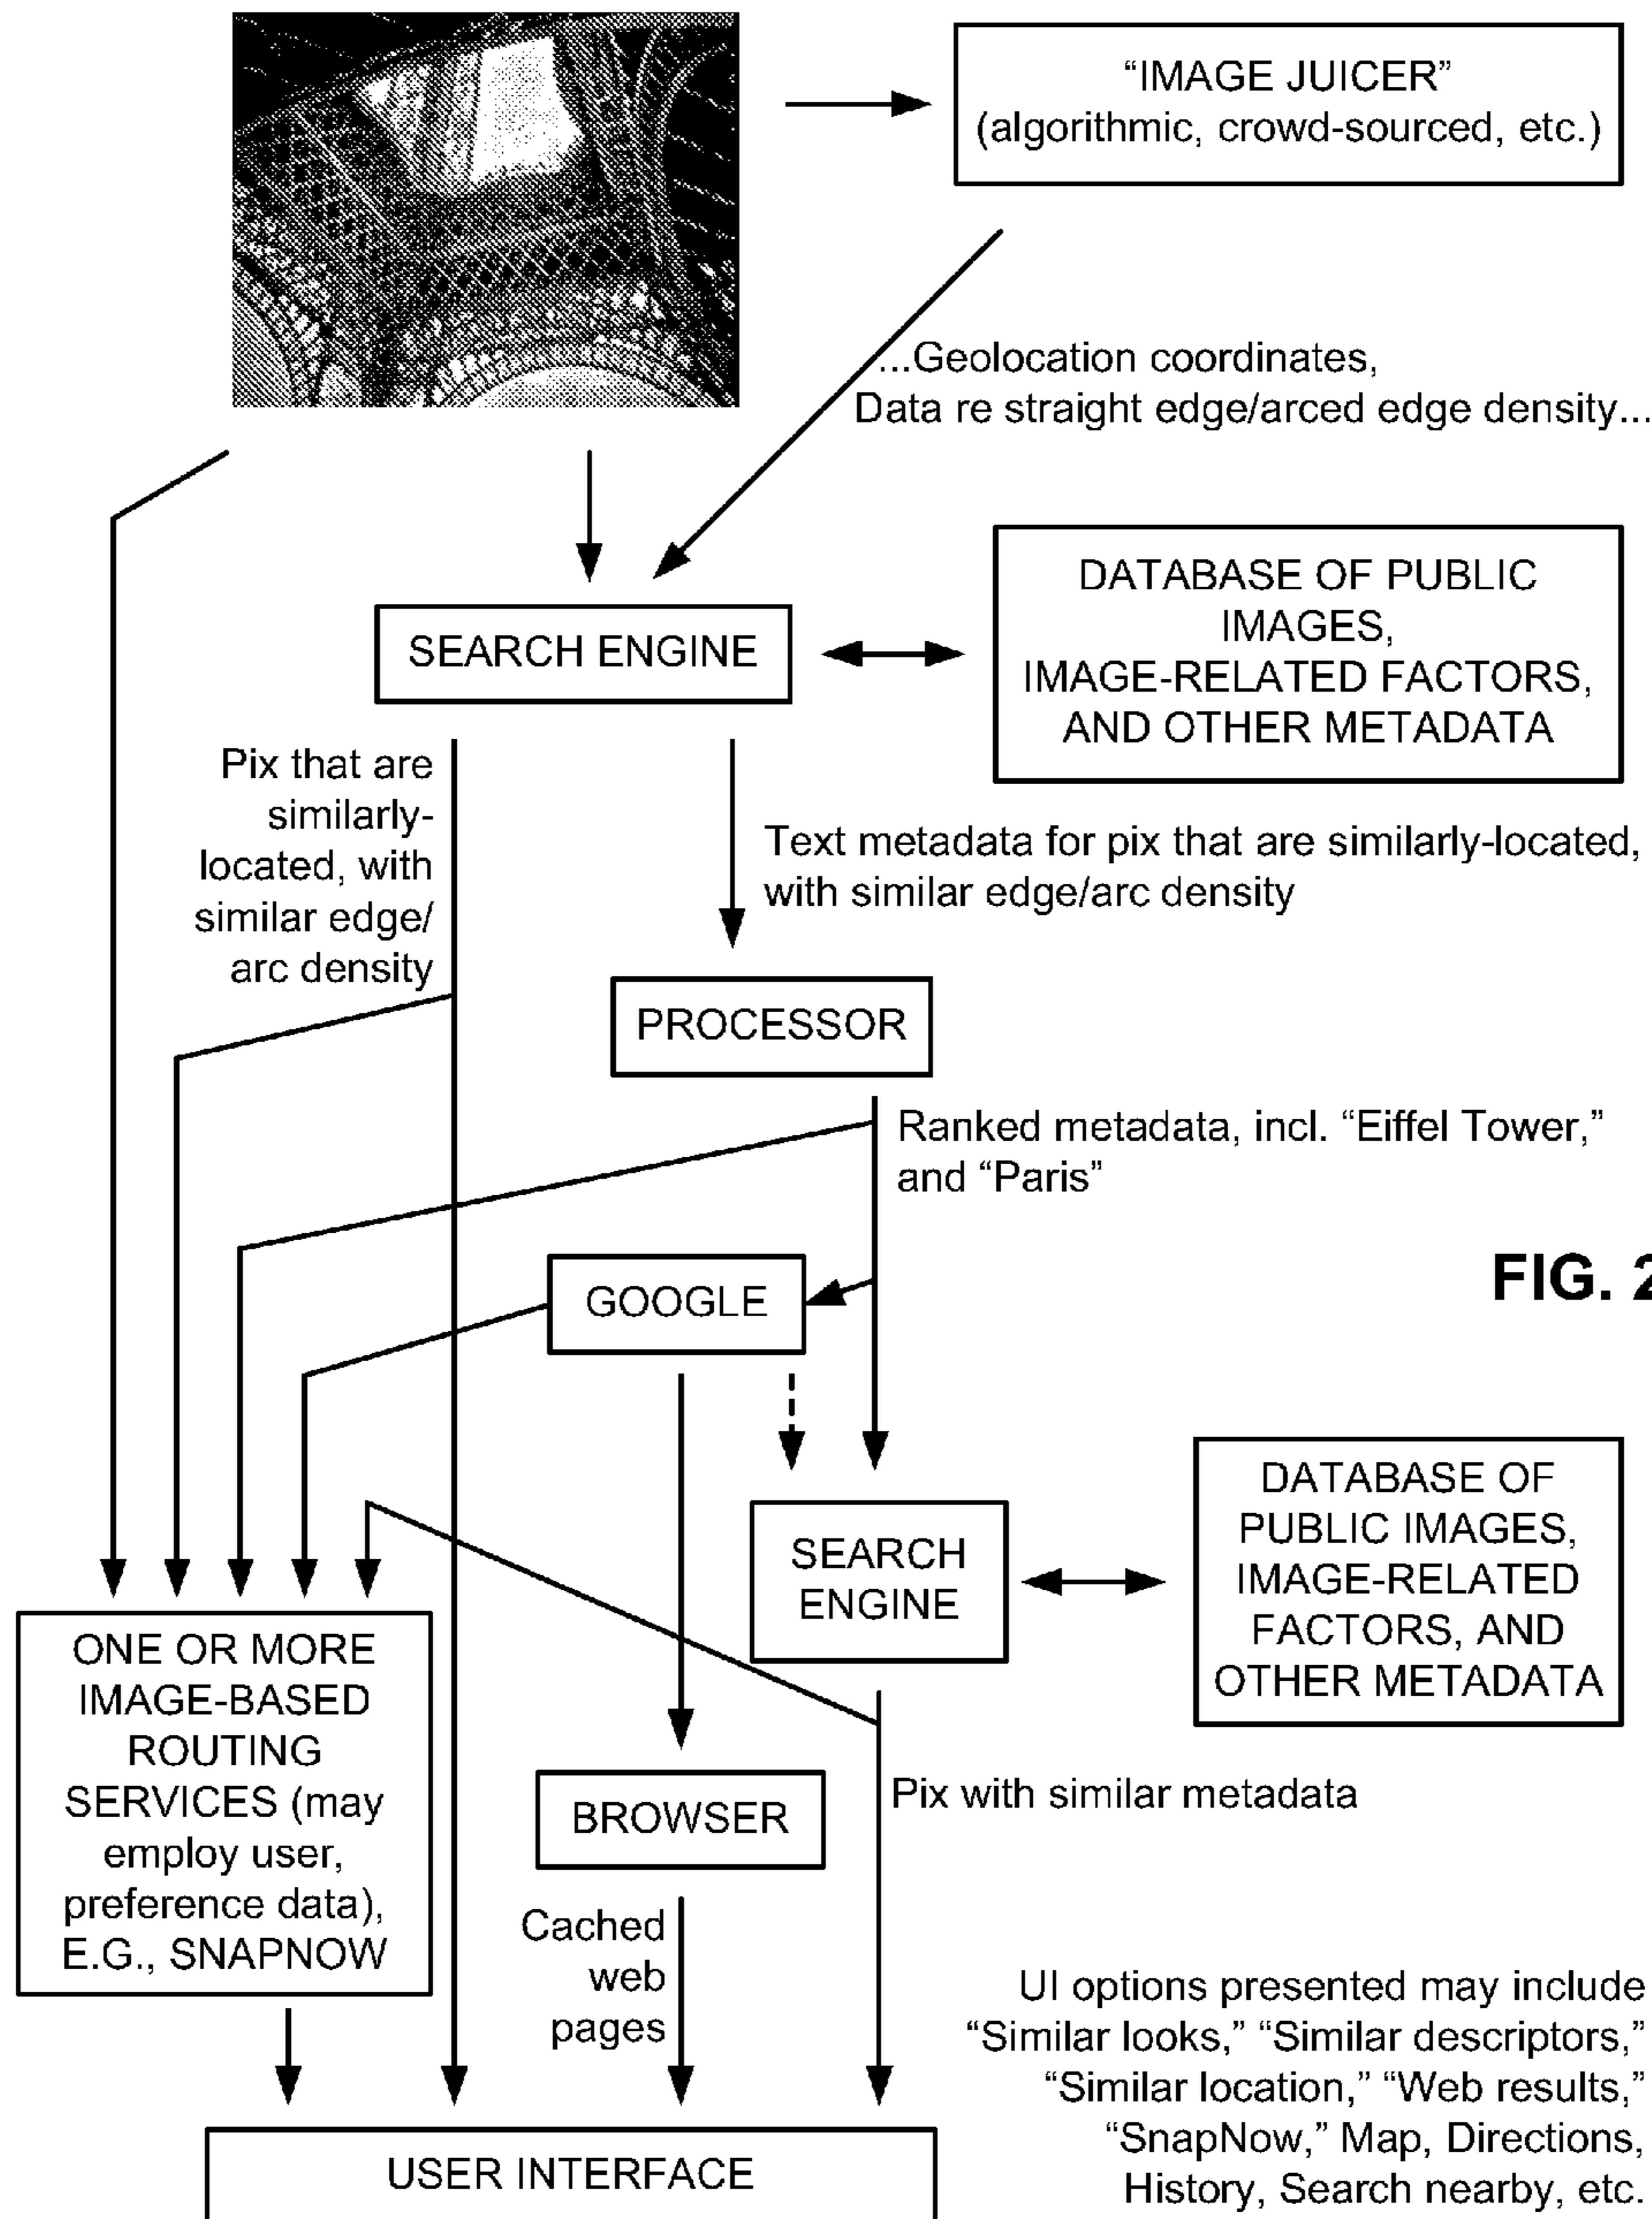 “IMAGE JUICER”
(algorithmic, crowd-sourced, etc.)
...Geolocation coordinates,
Data re straight edge/arced edge density...
SEARCH ENGINE
DATABASE OF PUBLIC
IMAGES,
IMAGE-RELATED FACTORS,
AND OTHER METADATA
Pix that are
similarly-
located, with
similar edge/
arc density
Text metadata for pix that are similarly-located,
with similar edge/arc density
PROCESSOR
Ranked metadata, incl. “Eiffel Tower,”
and “Paris”
GOOGLE
FIG. 2
SEARCH
ENGINE
DATABASE OF
PUBLIC IMAGES,
IMAGE-RELATED
FACTORS, AND
OTHER METADATA
ONE OR MORE
IMAGE-BASED
ROUTING
SERVICES (may
employ user,
preference data),
E.G., SNAPNOW
BROWSER
Pix with similar metadata
Cached
web
pages
UI options presented may include
“Similar looks,” “Similar descriptors,”
“Similar location,” “Web results,”
“SnapNow,” Map, Directions,
History, Search nearby, etc.
USER INTERFACE